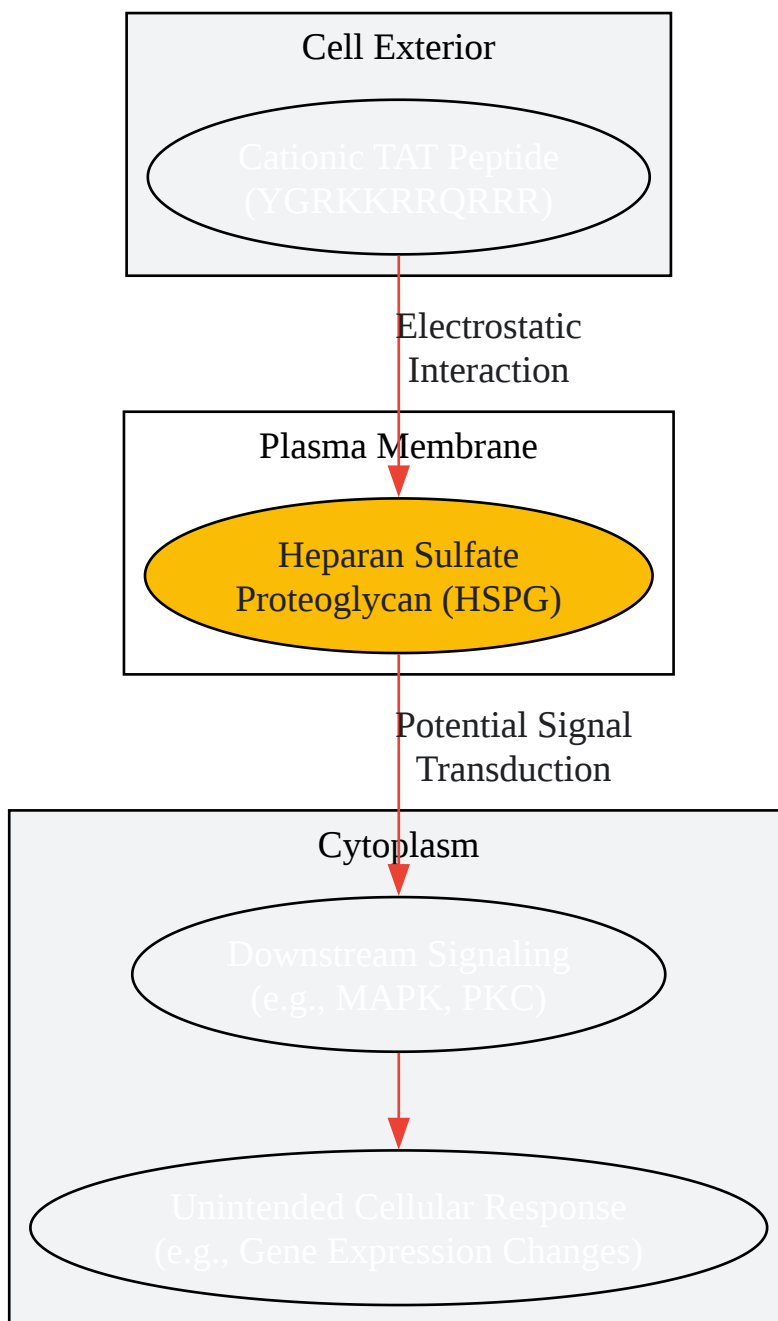 Cell Exterior
Cationic TAT Peptide
(YGRKKRRQRRR)
Electrostatic
Interaction
Plasma Membrane
Heparan Sulfate
Proteoglycan (HSPG)
Potential Signal
Transduction
Cytoplasm
Downstream Signaling
(e.g., MAPK, PKC)
Unintended Cellular Response
(e.g., Gene Expression Changes)